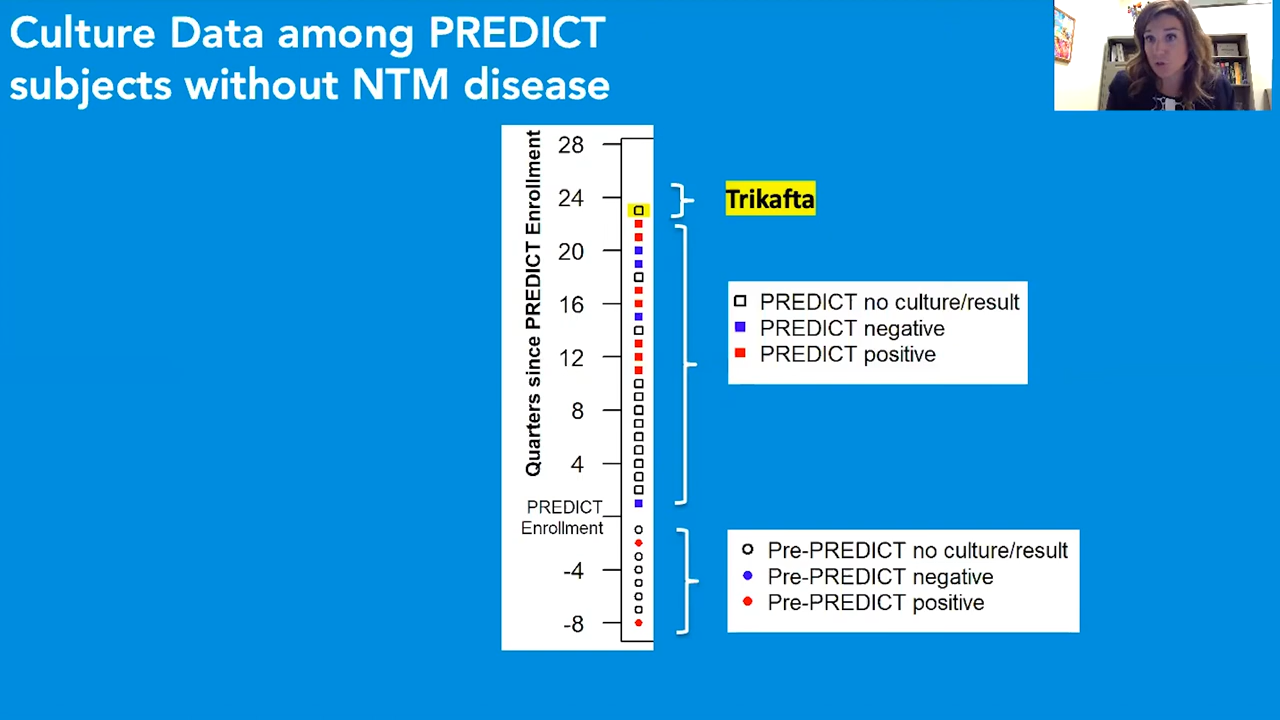 Culture Data among PREDICT
subjects without NTM disease
Quarters since PREDICT Enrollment
28
24
20
16
12
8
4
PREDICT
Enrollment
-4
-8
Trikafta
PREDICT no culture/result
PREDICT negative
PREDICT positive
Pre-PREDICT no culture/result
Pre-PREDICT negative
Pre-PREDICT positive